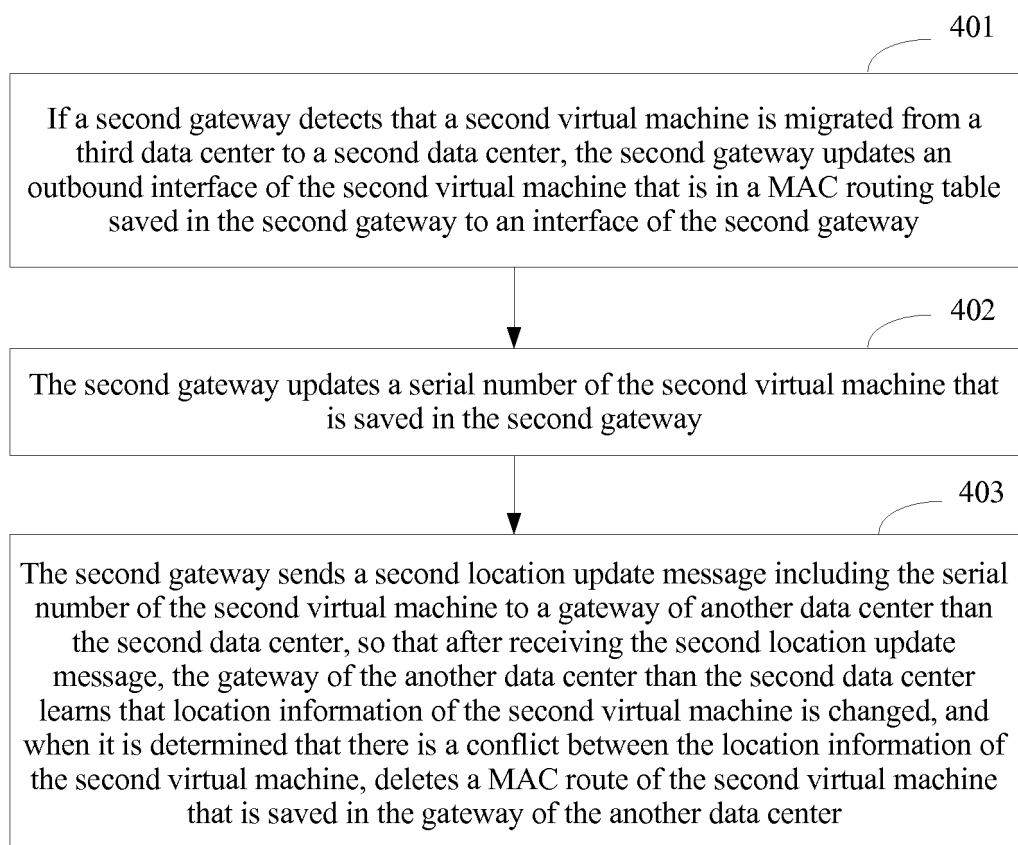 401
If a second gateway detects that a second virtual machine is migrated from a
third data center to a second data center, the second gateway updates an
outbound interface of the second virtual machine that is in a MAC routing table
saved in the second gateway to an interface of the second gateway
402
The second gateway updates a serial number of the second virtual machine that
is saved in the second gateway
403
The second gateway sends a second location update message including the serial
number of the second virtual machine to a gateway of another data center than
the second data center, so that after receiving the second location update
message, the gateway of the another data center than the second data center
learns that location information of the second virtual machine is changed, and
when it is determined that there is a conflict between the location information of
the second virtual machine, deletes a MAC route of the second virtual machine
that is saved in the gateway of the another data center